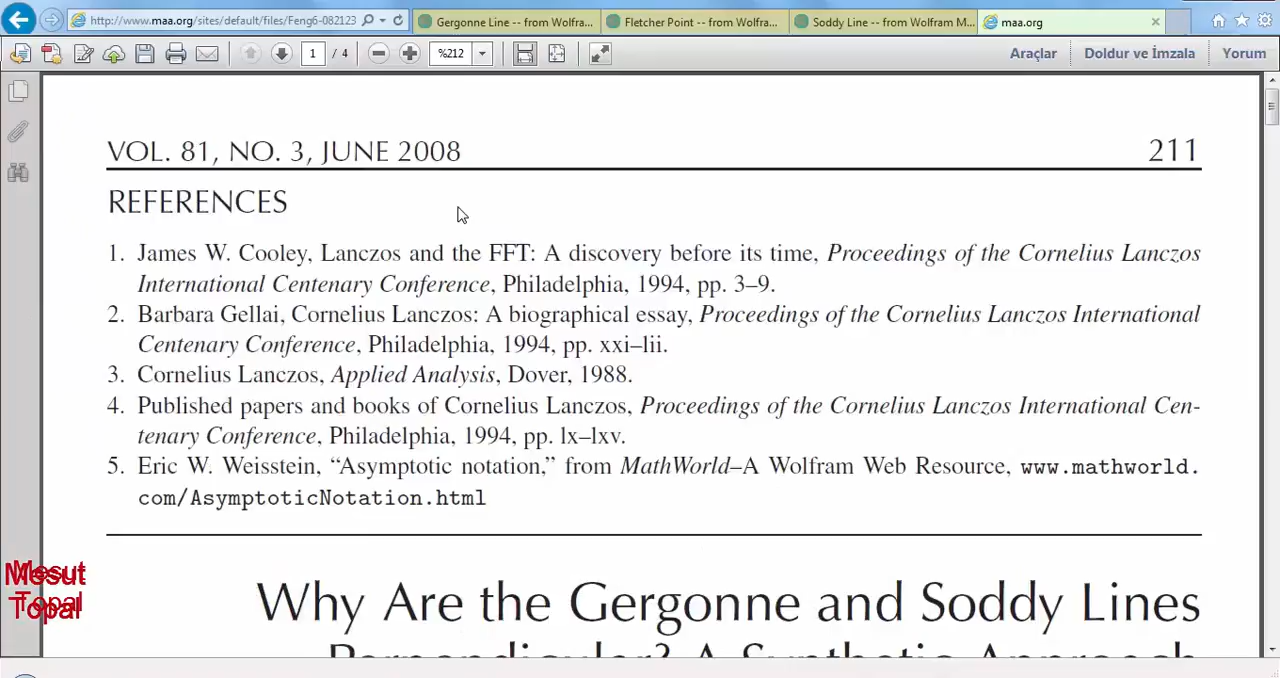 http://www.maa.org/sites/default/files/Feng6-082123
Gergonne Line -- from Wolfra...
Fletcher Point -- from Wolfra...
Soddy Line -- from Wolfram M...
maa.org
1 / 4
%212
Araçlar
Doldur ve İmzala
Yorum
VOL. 81, NO. 3, JUNE 2008 211
REFERENCES
1. James W. Cooley, Lanczos and the FFT: A discovery before its time, Proceedings of the Cornelius Lanczos
International Centenary Conference, Philadelphia, 1994, pp. 3–9.
2. Barbara Gellai, Cornelius Lanczos: A biographical essay, Proceedings of the Cornelius Lanczos International
Centenary Conference, Philadelphia, 1994, pp. xxi–lii.
3. Cornelius Lanczos, Applied Analysis, Dover, 1988.
4. Published papers and books of Cornelius Lanczos, Proceedings of the Cornelius Lanczos International Cen-
tenary Conference, Philadelphia, 1994, pp. lx–lxv.
5. Eric W. Weisstein, “Asymptotic notation,” from MathWorld–A Wolfram Web Resource, www.mathworld.
com/AsymptoticNotation.html
Mesut
Topal
Why Are the Gergonne and Soddy Lines
Perpendicular? A Synthetic Approach